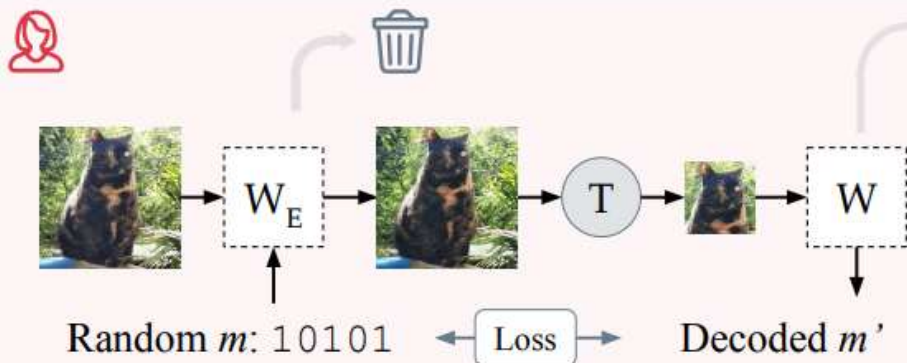 W_E
T
W
Random m: 10101
Loss
Decoded m’